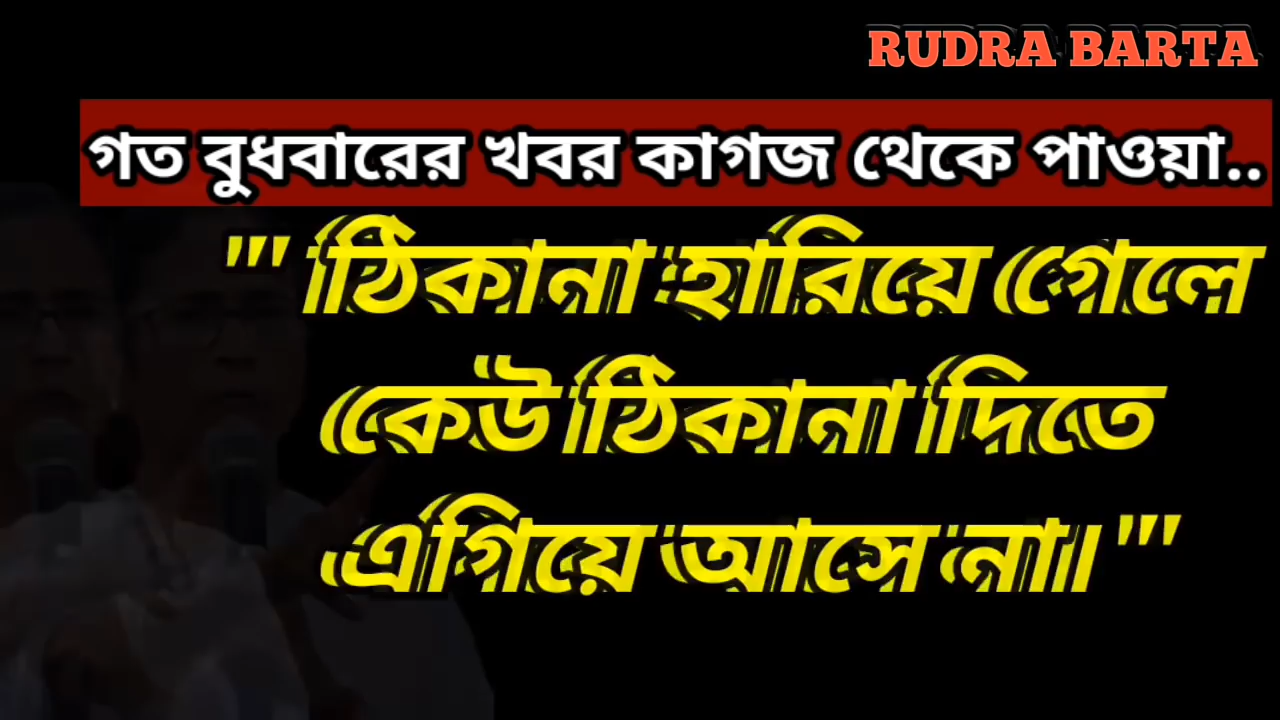 RUDRA BARTA
গত বুধবারের খবর কাগজ থেকে পাওয়া..
"' ঠিকানা হারিয়ে গেলে
কেউ ঠিকানা দিতে
এগিয়ে আসে না। "'